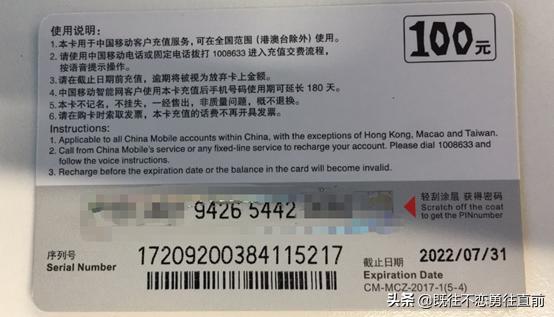 使用说明:
100元
1.本卡用于中国移动客户充值服务,可在全国范围(港澳台除外)使用。
2.请使用中国移动电话或固定电话拨打 1008633 进入充值交费流程,
按语音提示操作。
3.请在截止日期前充值,逾期将被视为放弃卡上金额。
4.中国移动智能网客户使用本卡充值后手机号码使用期可延长 180 天。
5.本卡不记名,不挂失,一经售出,非质量问题,概不退换。
6.请在购卡时索取发票,本卡充值的话费不再开具发票。
Instructions:
1. Applicable to all China Mobile accounts within China, with the exceptions of Hong Kong, Macao and Taiwan.
2. Call from China Mobile's service or any fixed-line service to recharge your account. Please dial 1008633 and
follow the voice instructions.
3. Recharge before the expiration date or the balance in the card will become invalid.
9426 5442
轻刮涂层 获得密码
Scratch off the coat
to get the PINnumber
序列号
Serial Number
17209200384115217
截止日期 2022/07/31
Expiration Date
CM-MCZ-2017-1(5-4)
头条 @既往不恋勇往直前